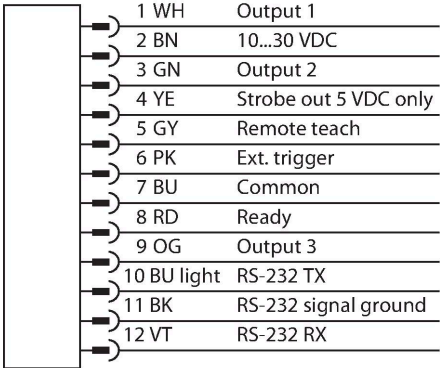 1 WH Output 1
2 BN 10...30 VDC
3 GN Output 2
4 YE Strobe out 5 VDC only
5 GY Remote teach
6 PK Ext. trigger
7 BU Common
8 RD Ready
9 OG Output 3
10 BU light RS-232 TX
11 BK RS-232 signal ground
12 VT RS-232 RX